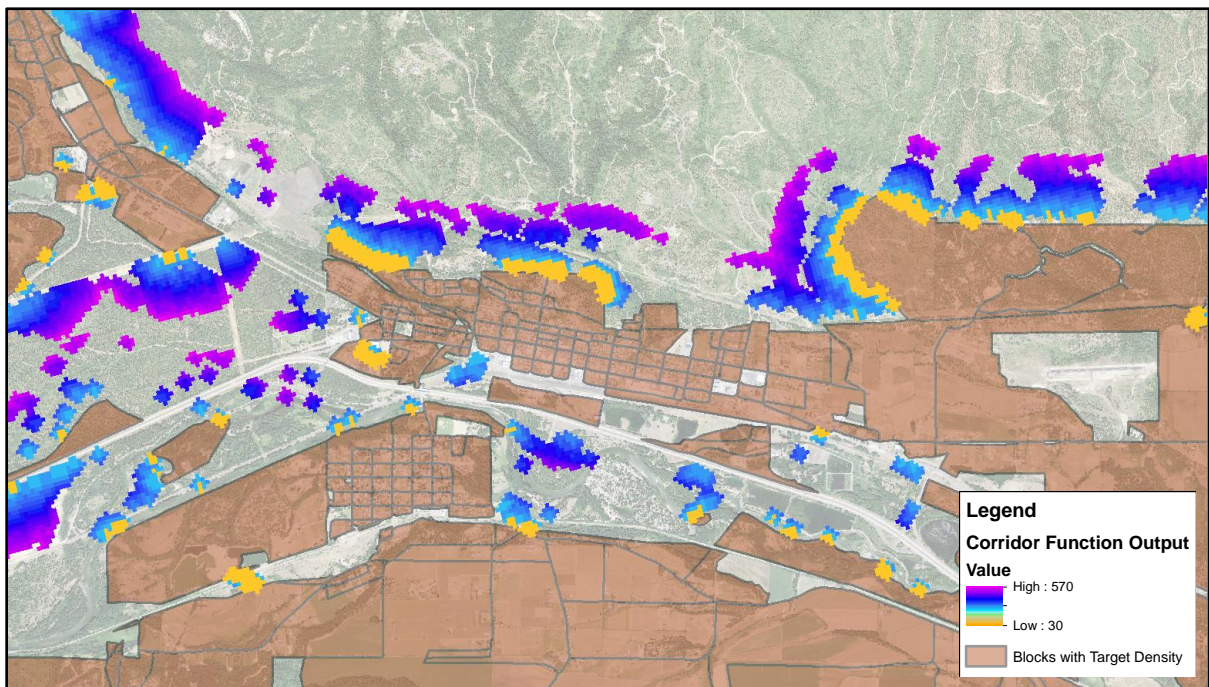 Legend
Corridor Function Output
Value
High : 570
Low : 30
Blocks with Target Density